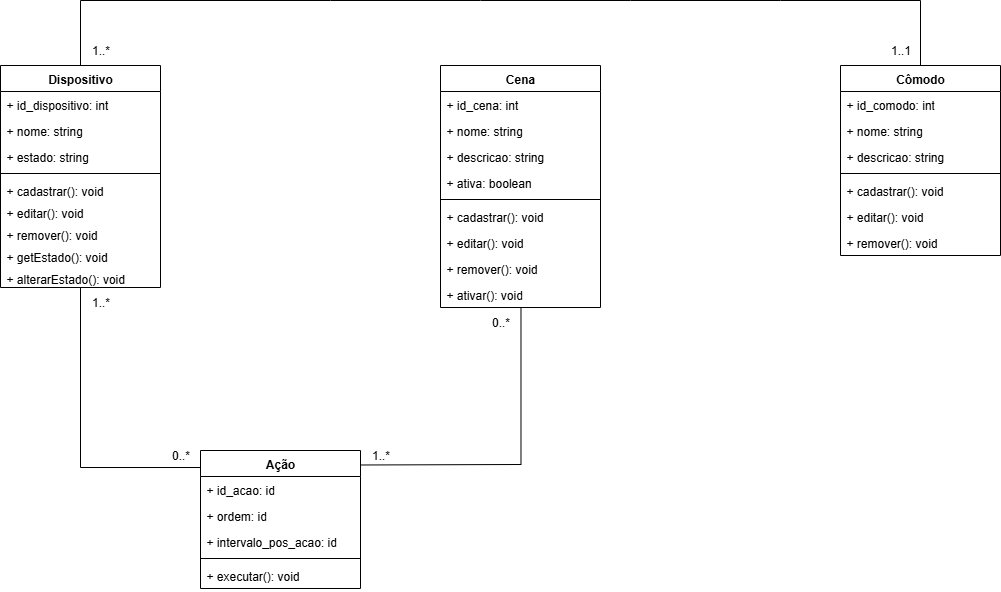 1..*
1..1
Dispositivo
+ id_dispositivo: int
+ nome: string
+ estado: string
+ cadastrar(): void
+ editar(): void
+ remover(): void
+ getEstado(): void
+ alterarEstado(): void
1..*
Cena
+ id_cena: int
+ nome: string
+ descricao: string
+ ativa: boolean
+ cadastrar(): void
+ editar(): void
+ remover(): void
+ ativar(): void
0..*
Cômodo
+ id_comodo: int
+ nome: string
+ descricao: string
+ cadastrar(): void
+ editar(): void
+ remover(): void
0..*
1..*
Ação
+ id_acao: id
+ ordem: id
+ intervalo_pos_acao: id
+ executar(): void